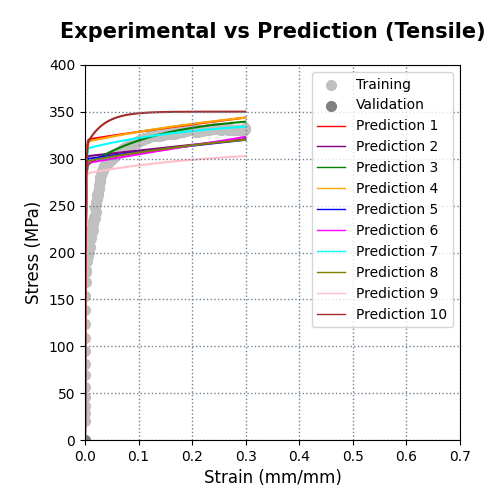 Experimental vs Prediction (Tensile)
400
350
300
250
200
150
100
50
0
Stress (MPa)
Training
Validation
Prediction 1
Prediction 2
Prediction 3
Prediction 4
Prediction 5
Prediction 6
Prediction 7
Prediction 8
Prediction 9
Prediction 10
0.0 0.1 0.2 0.3 0.4 0.5 0.6 0.7
Strain (mm/mm)